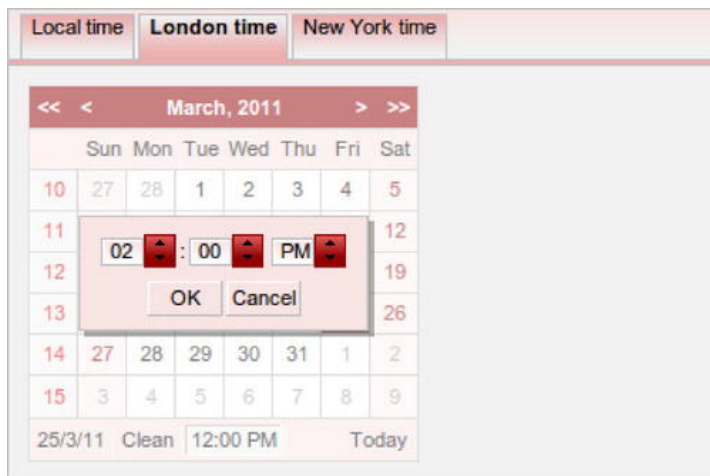 Local time London time New York time
<< < March, 2011 > >>
Sun Mon Tue Wed Thu Fri Sat
10 27 28 1 2 3 4 5
11 12
02 : 00 PM
12 19
OK Cancel
13 26
14 27 28 29 30 31 1 2
15 3 4 5 6 7 8 9
25/3/11 Clean 12:00 PM Today